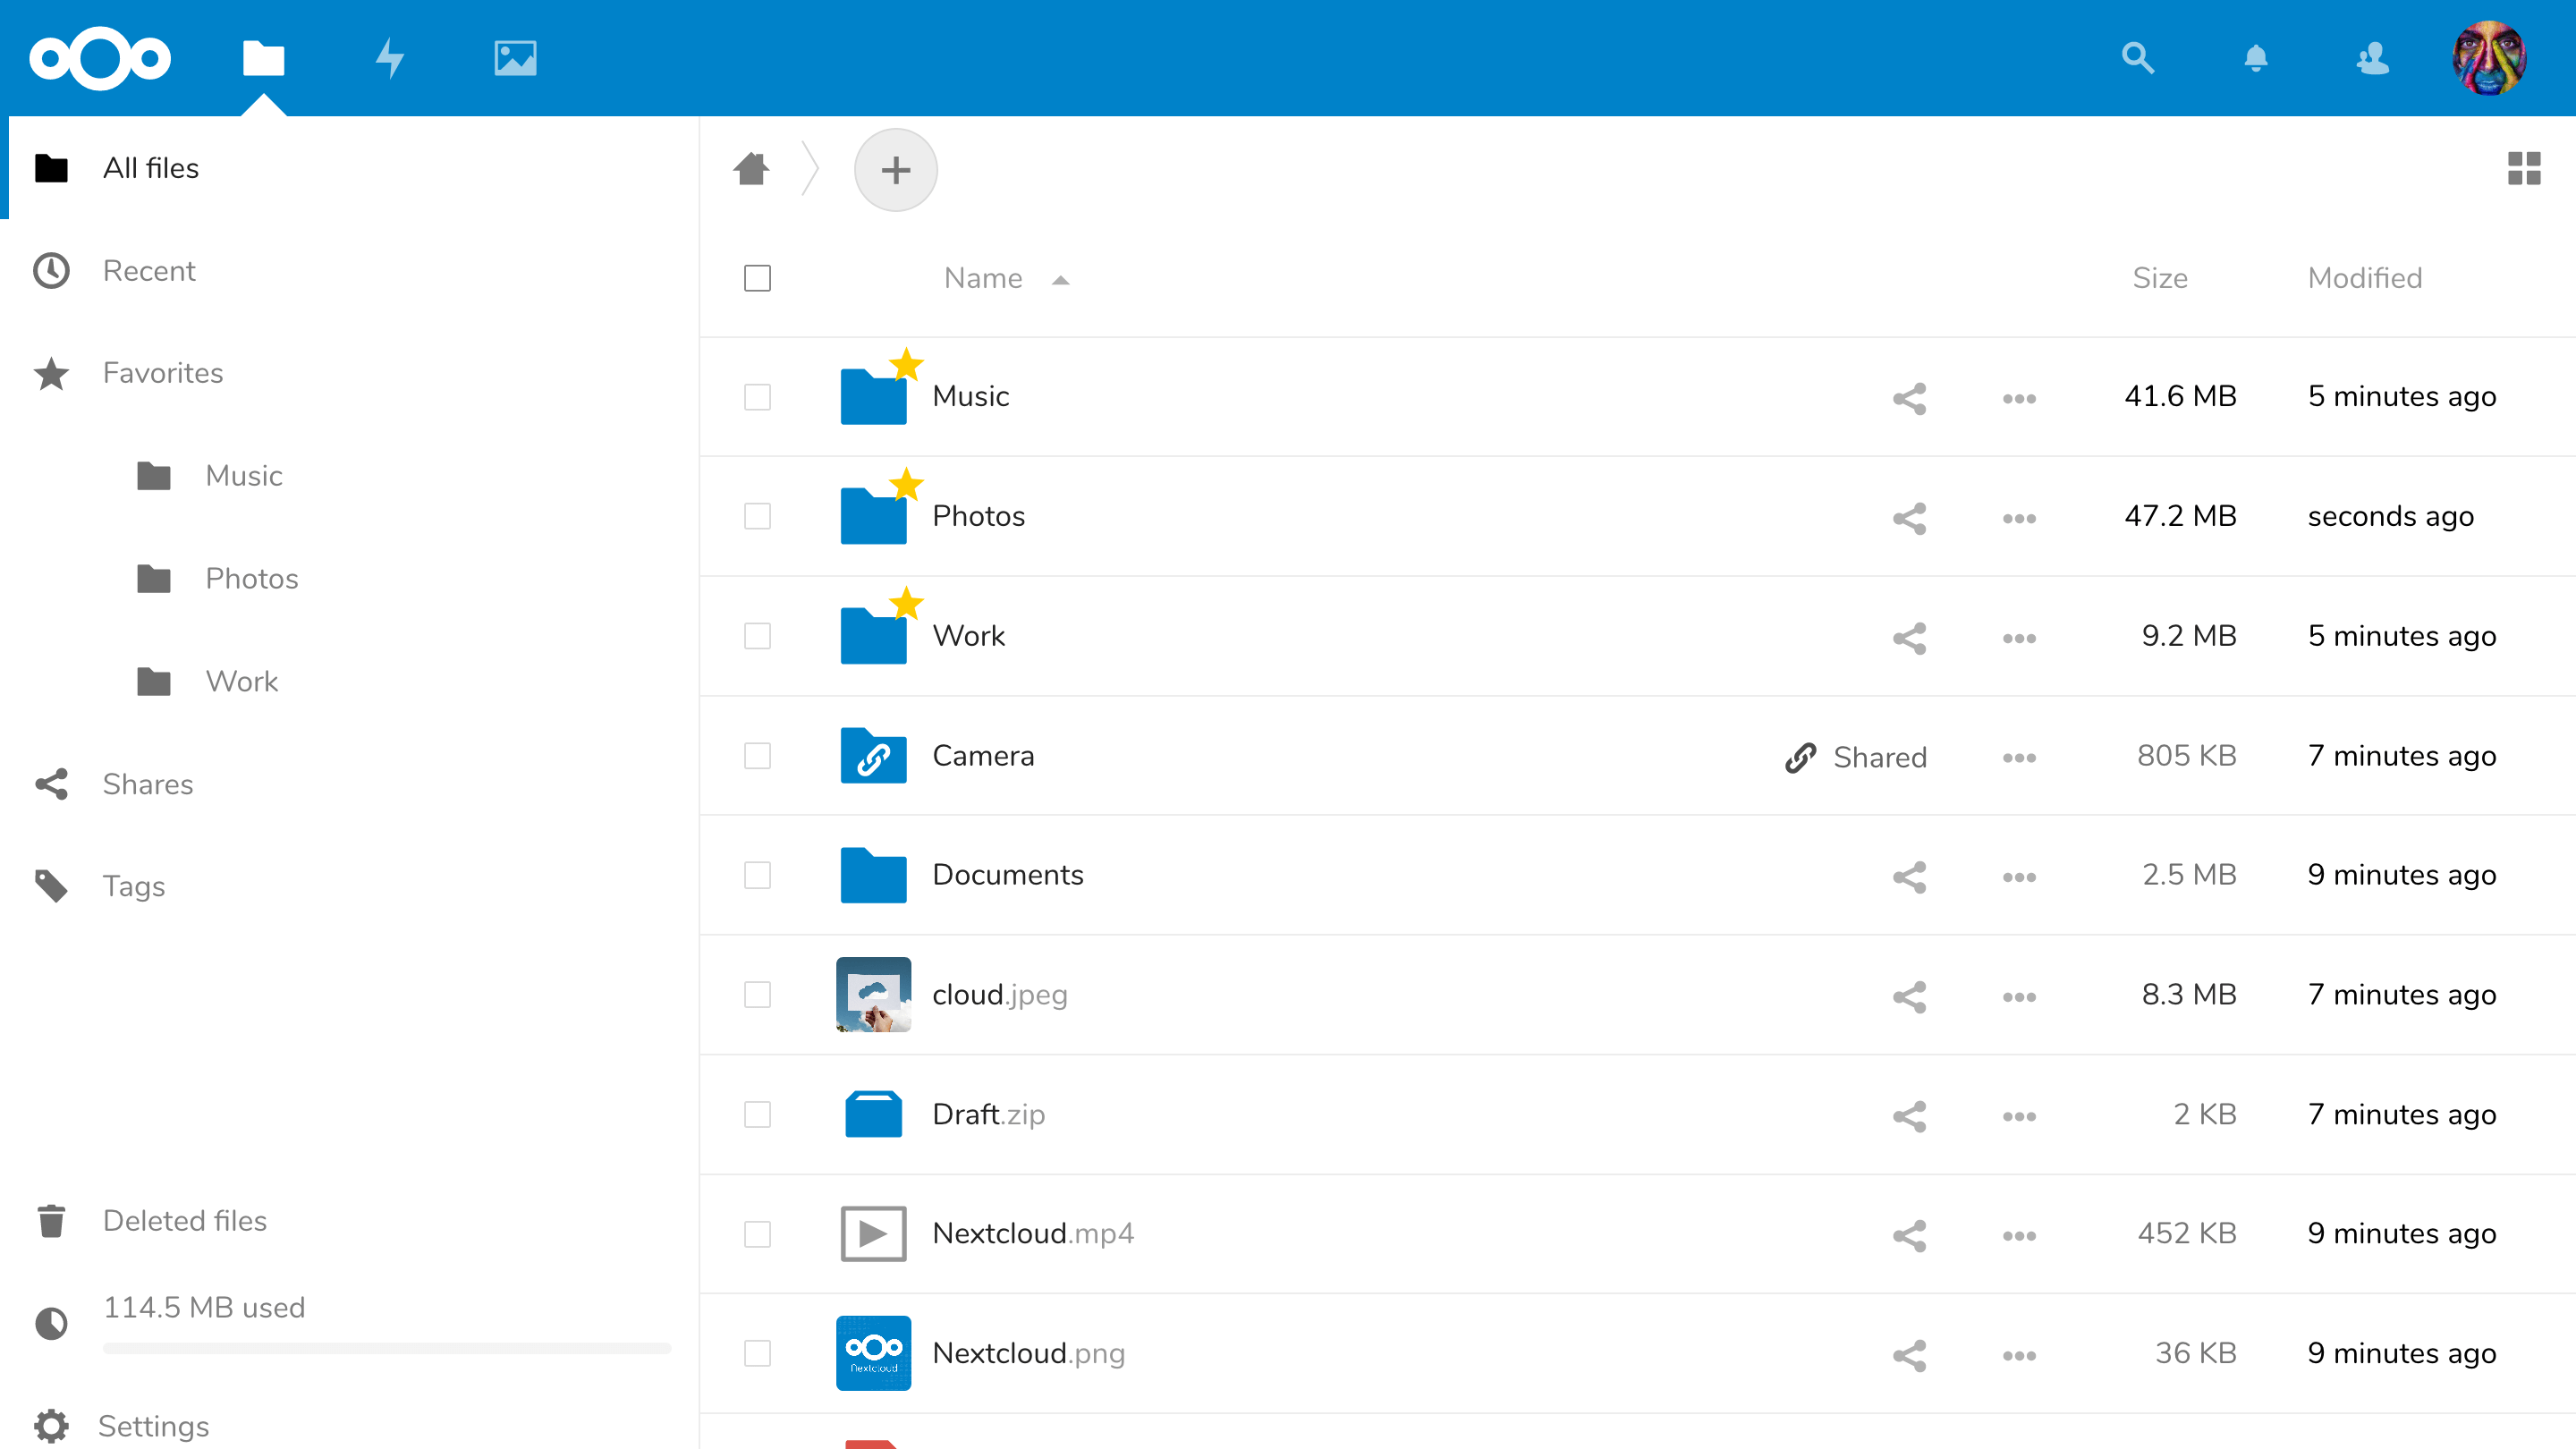 All files
Recent
Favorites
Music
Photos
Work
Shares
Tags
Deleted files
114.5 MB used
Settings
Name Size Modified
Music 41.6 MB 5 minutes ago
Photos 47.2 MB seconds ago
Work 9.2 MB 5 minutes ago
Camera Shared 805 KB 7 minutes ago
Documents 2.5 MB 9 minutes ago
cloud.jpeg 8.3 MB 7 minutes ago
Draft.zip 2 KB 7 minutes ago
Nextcloud.mp4 452 KB 9 minutes ago
Nextcloud
Nextcloud.png 36 KB 9 minutes ago